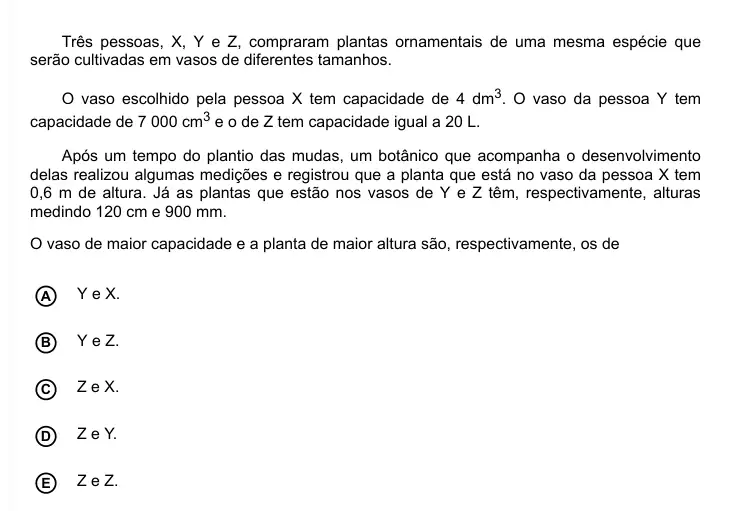 Três pessoas, X, Y e Z, compraram plantas ornamentais de uma mesma espécie que
serão cultivadas em vasos de diferentes tamanhos.
O vaso escolhido pela pessoa X tem capacidade de 4 dm³. O vaso da pessoa Y tem
capacidade de 7 000 cm³ e o de Z tem capacidade igual a 20 L.
Após um tempo do plantio das mudas, um botânico que acompanha o desenvolvimento
delas realizou algumas medições e registrou que a planta que está no vaso da pessoa X tem
0,6 m de altura. Já as plantas que estão nos vasos de Y e Z têm, respectivamente, alturas
medindo 120 cm e 900 mm.
O vaso de maior capacidade e a planta de maior altura são, respectivamente, os de
A Y e X.
B Y e Z.
C Z e X.
D Z e Y.
E Z e Z.